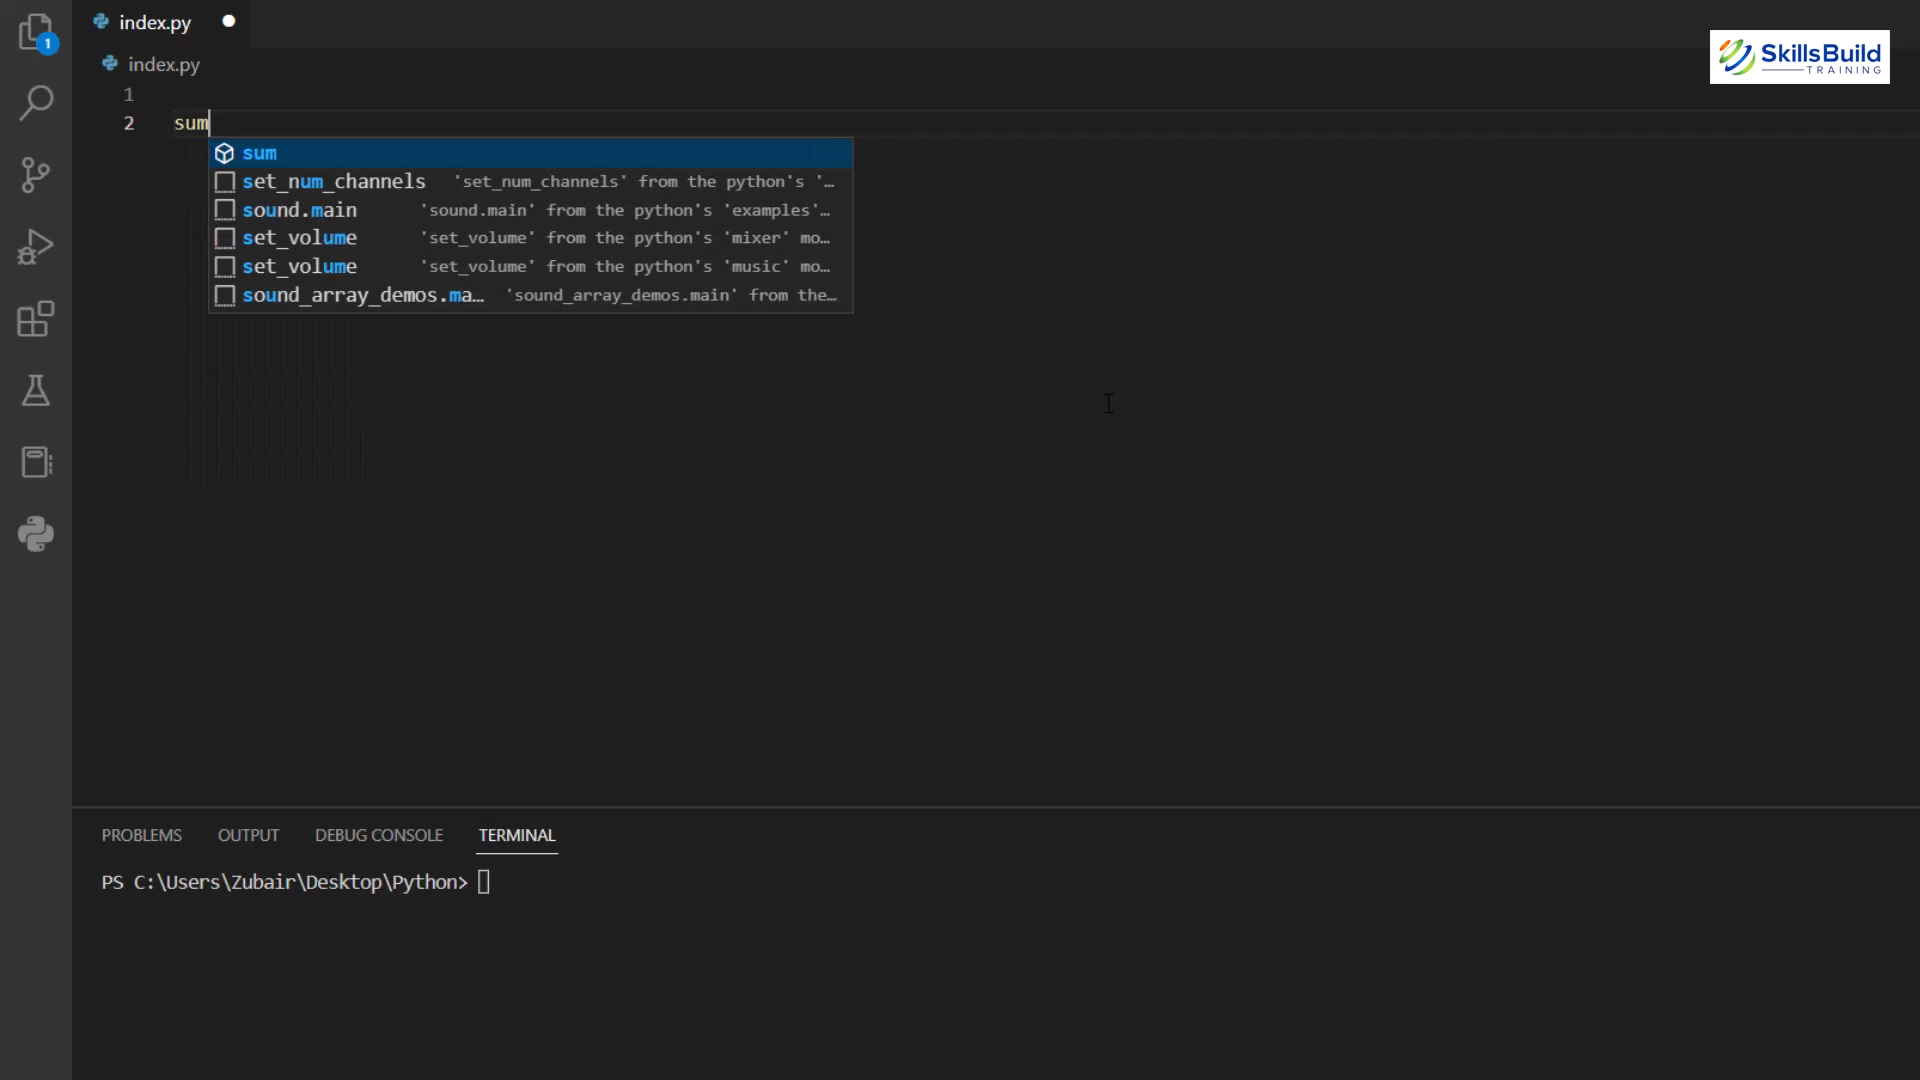 index.py
1
SkillsBuild
TRAINING
index.py
1
2 sum
sum
set_num_channels 'set_num_channels' from the python's '…
sound.main 'sound.main' from the python's 'examples'…
set_volume 'set_volume' from the python's 'mixer' mo…
set_volume 'set_volume' from the python's 'music' mo…
sound_array_demos.ma… 'sound_array_demos.main' from the…
PROBLEMS OUTPUT DEBUG CONSOLE TERMINAL
PS C:\Users\Zubair\Desktop\Python>